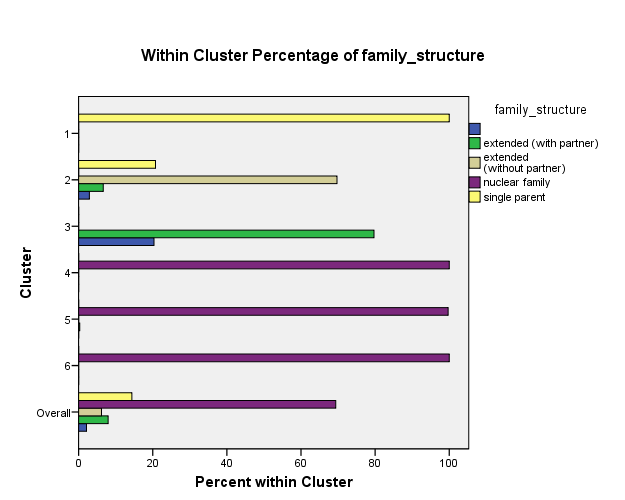 Within Cluster Percentage of family_structure
family_structure
extended (with partner)
extended
(without partner)
nuclear family
single parent
Cluster
1
2
3
4
5
6
Overall
0 20 40 60 80 100
Percent within Cluster